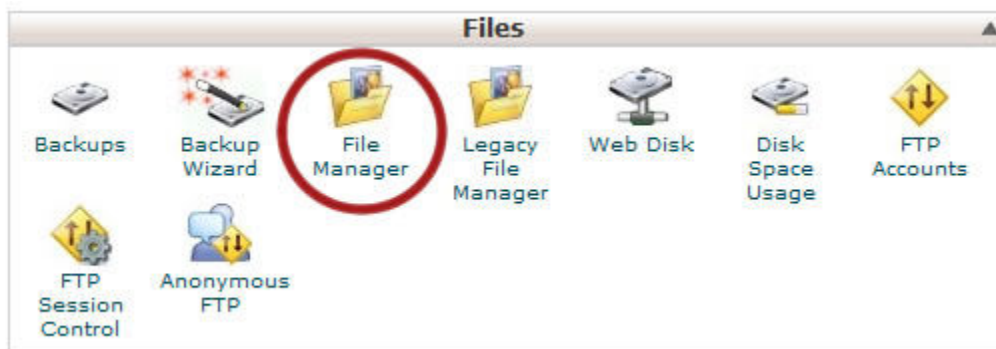 Files
Backups
Backup
Wizard
File
Manager
Legacy
File
Manager
Web Disk
Disk
Space
Usage
FTP
Accounts
FTP
Session
Control
Anonymous
FTP